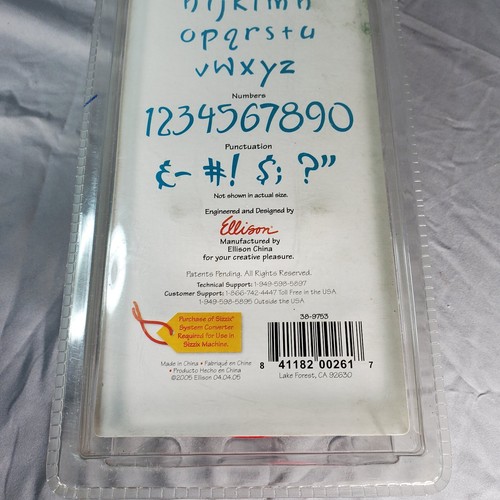 hijklmn
opqrstu
vwxyz
Numbers
1234567890
Punctuation
&- #! $; ?"
Not shown in actual size.
Engineered and Designed by
Ellison
Manufactured by
Ellison China
for your creative pleasure.
Patents Pending. All Rights Reserved.
Technical Support: 1-949-598-5897
Customer Support: 1-866-742-4447 Toll Free in the USA
1-949-598-5895 Outside the USA
Purchase of Sizzix®
System Converter
Required for Use in
Sizzix Machine.
38-9753
8 41182 00261 7
Lake Forest, CA 92630
Made in China • Fabriqué en Chine
• Producto Hecho en China
©2005 Ellison 04.04.05